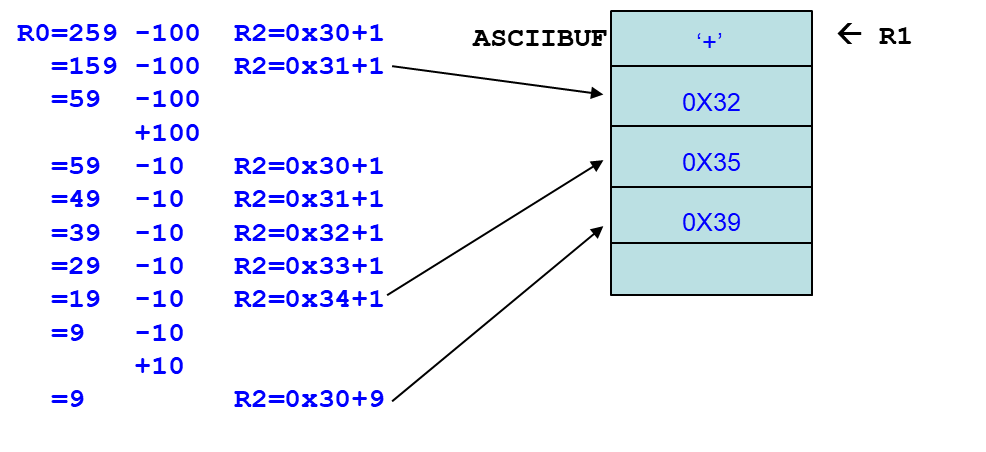 R0=259 -100 R2=0x30+1
=159 -100 R2=0x31+1
=59 -100
+100
=59 -10 R2=0x30+1
=49 -10 R2=0x31+1
=39 -10 R2=0x32+1
=29 -10 R2=0x33+1
=19 -10 R2=0x34+1
=9 -10
+10
=9 R2=0x30+9
ASCIIBUF
‘+’
0X32
0X35
0X39
← R1